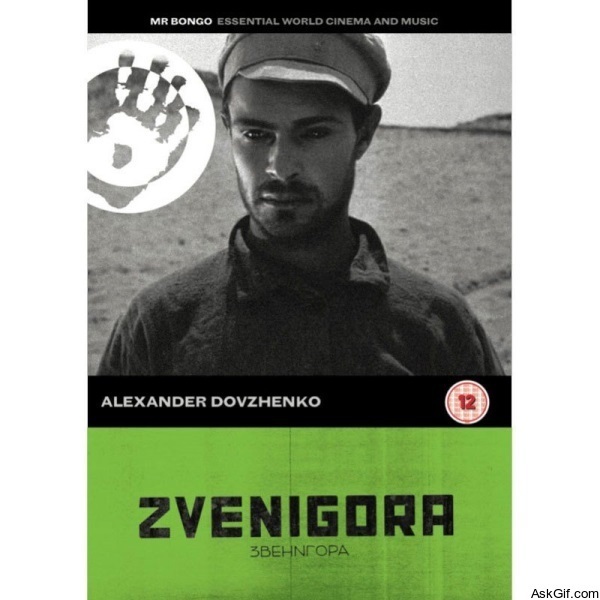 MR BONGO ESSENTIAL WORLD CINEMA AND MUSIC
ALEXANDER DOVZHENKO
12
ZVENIGORA
ЗВЕНИГОРА
AskGif.com